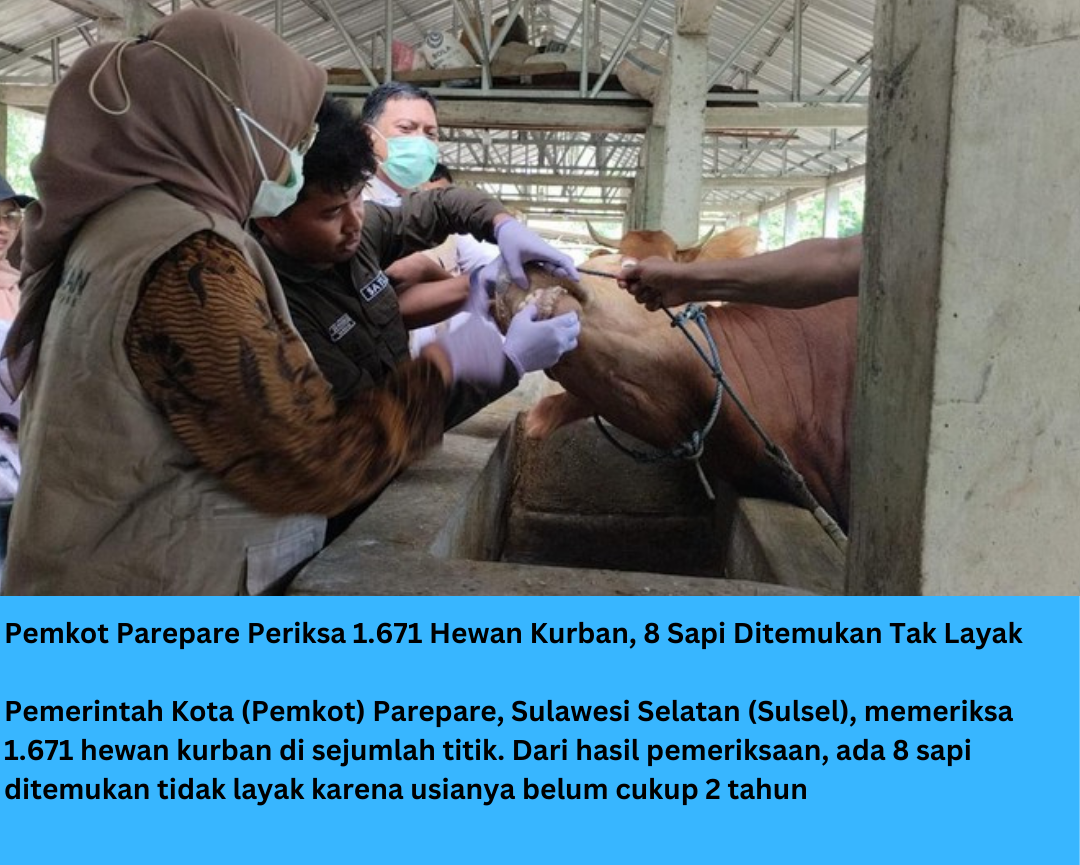 Pemkot Parepare Periksa 1.671 Hewan Kurban, 8 Sapi Ditemukan Tak Layak
Pemerintah Kota (Pemkot) Parepare, Sulawesi Selatan (Sulsel), memeriksa
1.671 hewan kurban di sejumlah titik. Dari hasil pemeriksaan, ada 8 sapi
ditemukan tidak layak karena usianya belum cukup 2 tahun